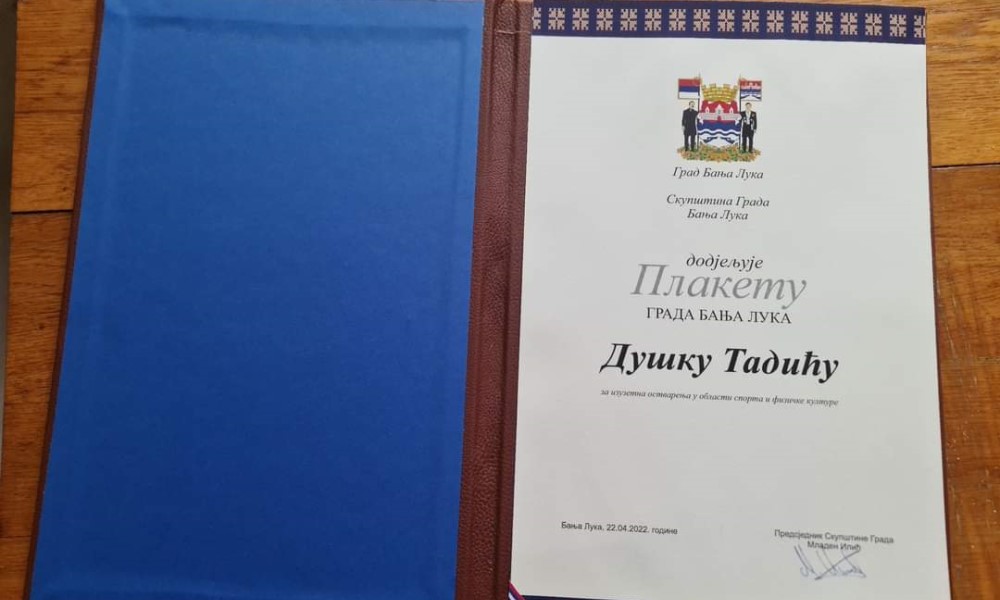 Град Бања Лука
Скупштина Града
Бања Лука
додјељује
Плакету
ГРАДА БАЊА ЛУКА
Душку Тадићу
за изузетна остварења у области спорта и физичке културе
Бања Лука, 22.04.2022. године
Предсједник Скупштине Града
Младен Илић